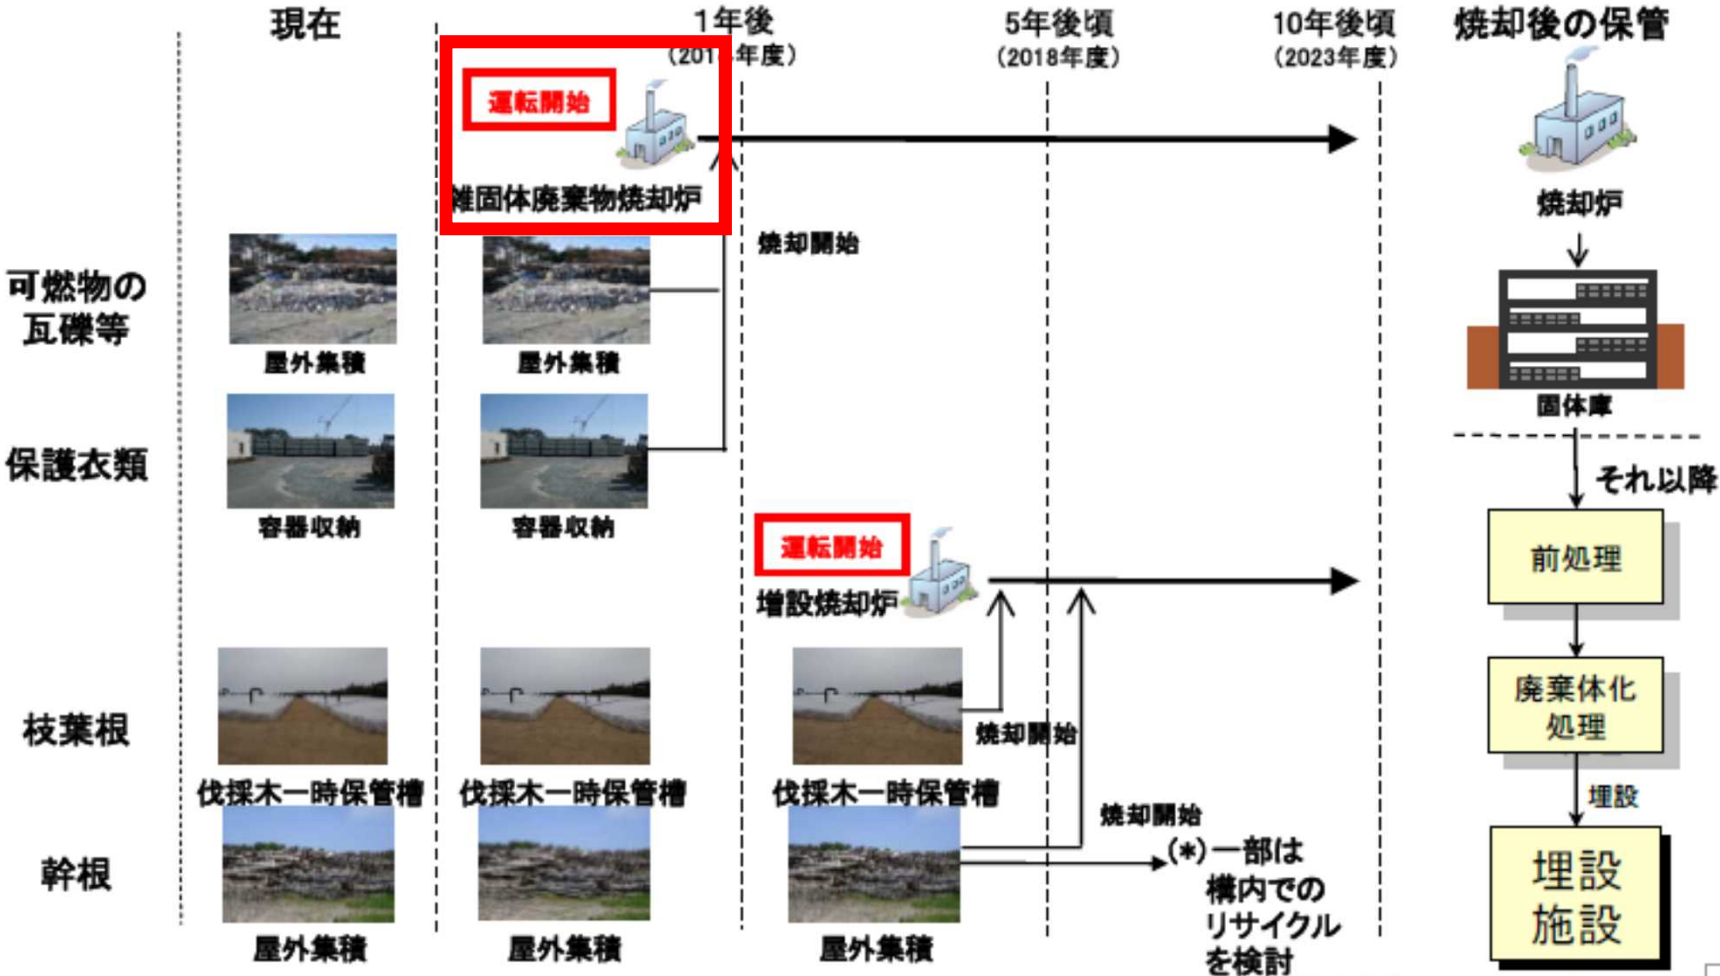 現在
1年後
5年後頃
(2018年度)
10年後頃
(2023年度)
焼却後の保管
運転開始
雑固体廃棄物焼却炉
焼却開始
可燃物の
瓦礫等
屋外集積
屋外集積
保護衣類
容器収納
容器収納
運転開始
増設焼却炉
枝葉根
伐採木一時保管槽
伐採木一時保管槽
伐採木一時保管槽
焼却開始
幹根
屋外集積
屋外集積
屋外集積
焼却開始
(*)一部は
構内での
リサイクル
を検討
焼却炉
固体庫
それ以降
前処理
廃棄体化
処理
埋設
埋設
施設